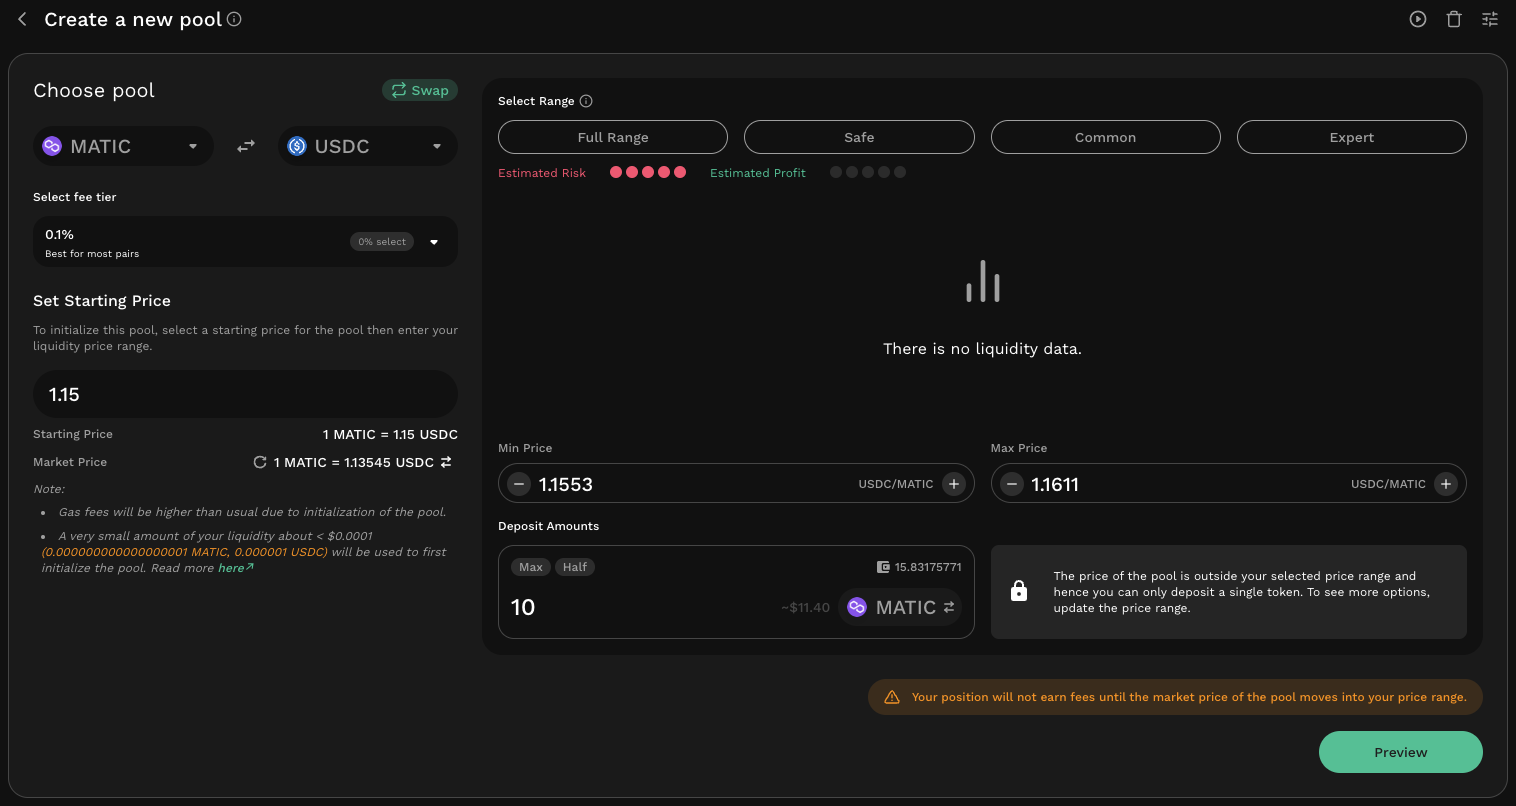 Create a new pool
Choose pool
Swap
MATIC
USDC
Select fee tier
0.1%
Best for most pairs
0% select
Set Starting Price
To initialize this pool, select a starting price for the pool then enter your
liquidity price range.
1.15
Starting Price
1 MATIC = 1.15 USDC
Market Price
1 MATIC = 1.13545 USDC
Note:
• Gas fees will be higher than usual due to initialization of the pool.
• A very small amount of your liquidity about < $0.0001
(0.000000000000000001 MATIC, 0.000001 USDC) will be used to first
initialize the pool. Read more here↗
Select Range
Full Range
Safe
Common
Expert
Estimated Risk
Estimated Profit
There is no liquidity data.
Min Price
1.1553
USDC/MATIC
Max Price
1.1611
USDC/MATIC
Deposit Amounts
Max
Half
15.83175771
10
~$11.40
MATIC
The price of the pool is outside your selected price range and
hence you can only deposit a single token. To see more options,
update the price range.
Your position will not earn fees until the market price of the pool moves into your price range.
Preview